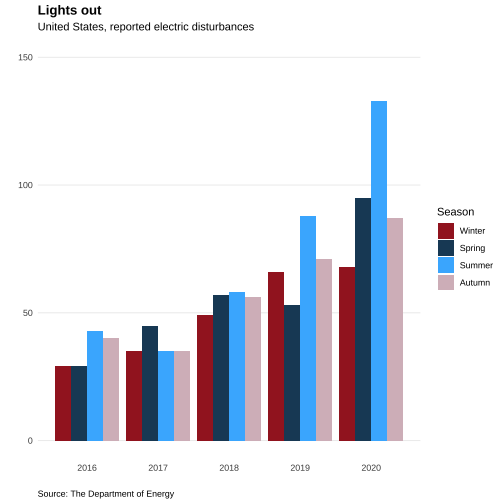 Lights out
United States, reported electric disturbances
150
100
50
0
2016 2017 2018 2019 2020
Season
Winter
Spring
Summer
Autumn
Source: The Department of Energy